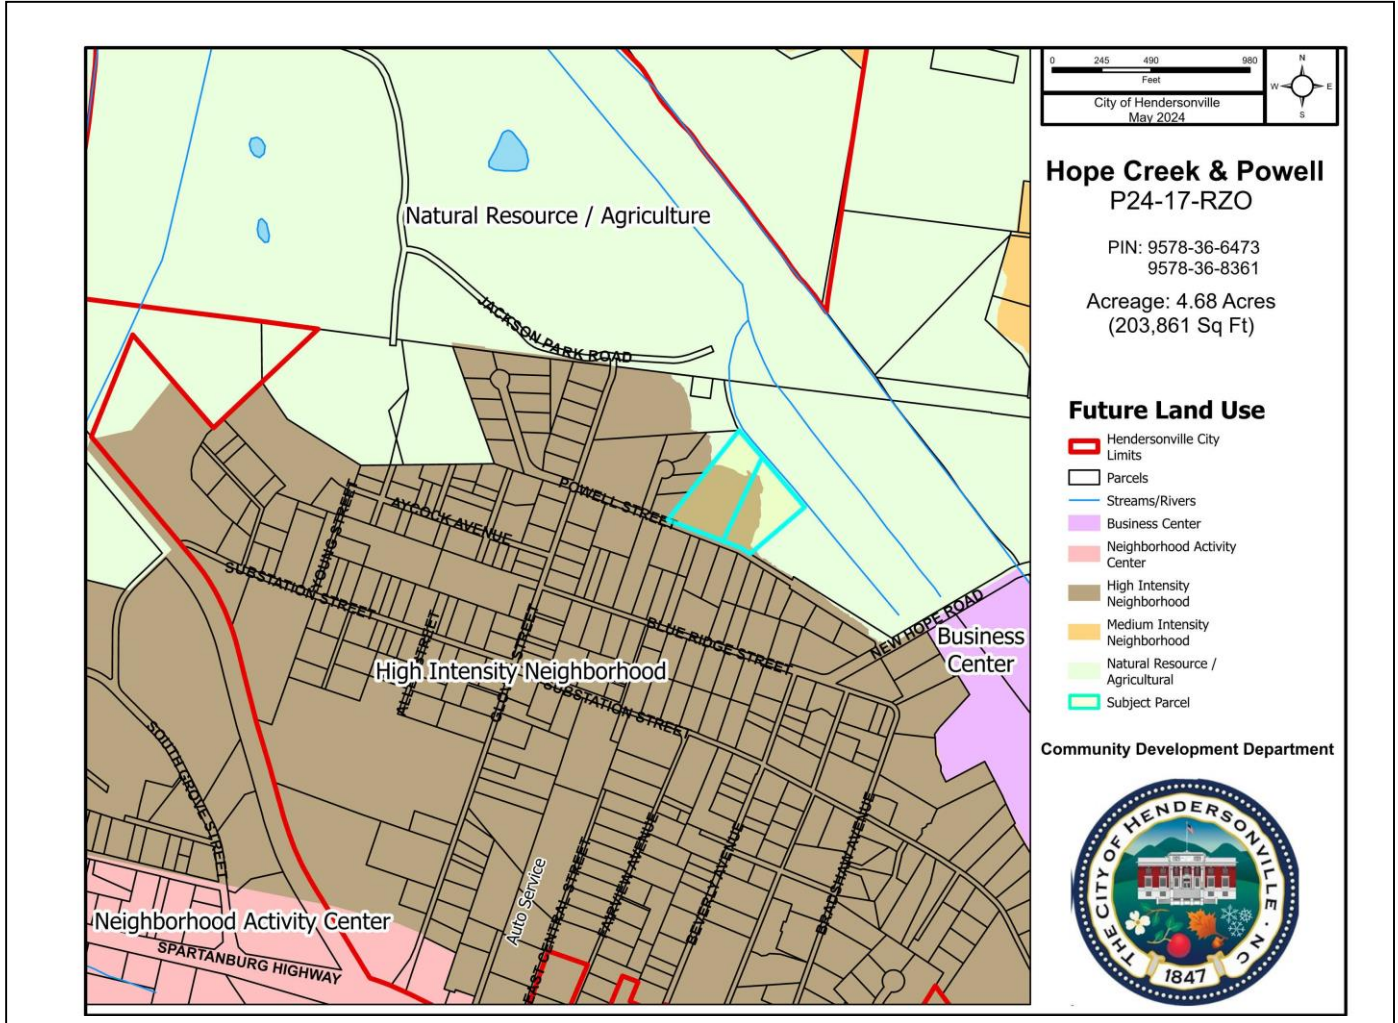 0 245 490 980
Feet
City of Hendersonville
May 2024
N
W E
S
Hope Creek & Powell
P24-17-RZO
PIN: 9578-36-6473
9578-36-8361
Acreage: 4.68 Acres
(203,861 Sq Ft)
Future Land Use
Hendersonville City
Limits
Parcels
Streams/Rivers
Business Center
Neighborhood Activity
Center
High Intensity
Neighborhood
Medium Intensity
Neighborhood
Natural Resource /
Agricultural
Subject Parcel
Community Development Department
THE CITY OF HENDERSONVILLE · NC
1847
Natural Resource / Agriculture
JACKSON PARK ROAD
POWELL STREET
AYCOCK AVENUE
YOUNG STREET
SUBSTATION STREET
BLUE RIDGE STREET
NEW HOPE ROAD
Business
Center
High Intensity Neighborhood
SUBSTATION STREET
SOUTH GROVE STREET
Auto Service
EAST CENTRAL STREET
FAIRVIEW AVENUE
BEVERLY AVENUE
BRADSHAW AVENUE
Neighborhood Activity Center
SPARTANBURG HIGHWAY